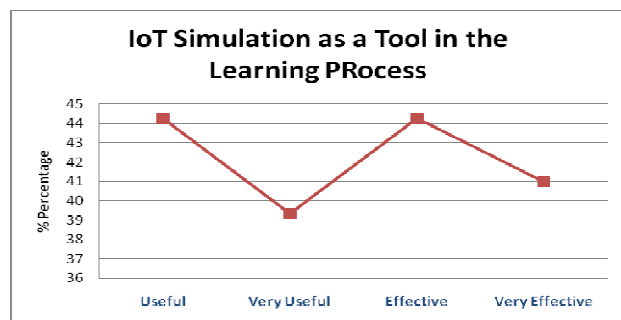 IoT Simulation as a Tool in the
Learning PRocess
% Percentage
45
44
43
42
41
40
39
38
37
36
Useful Very Useful Effective Very Effective